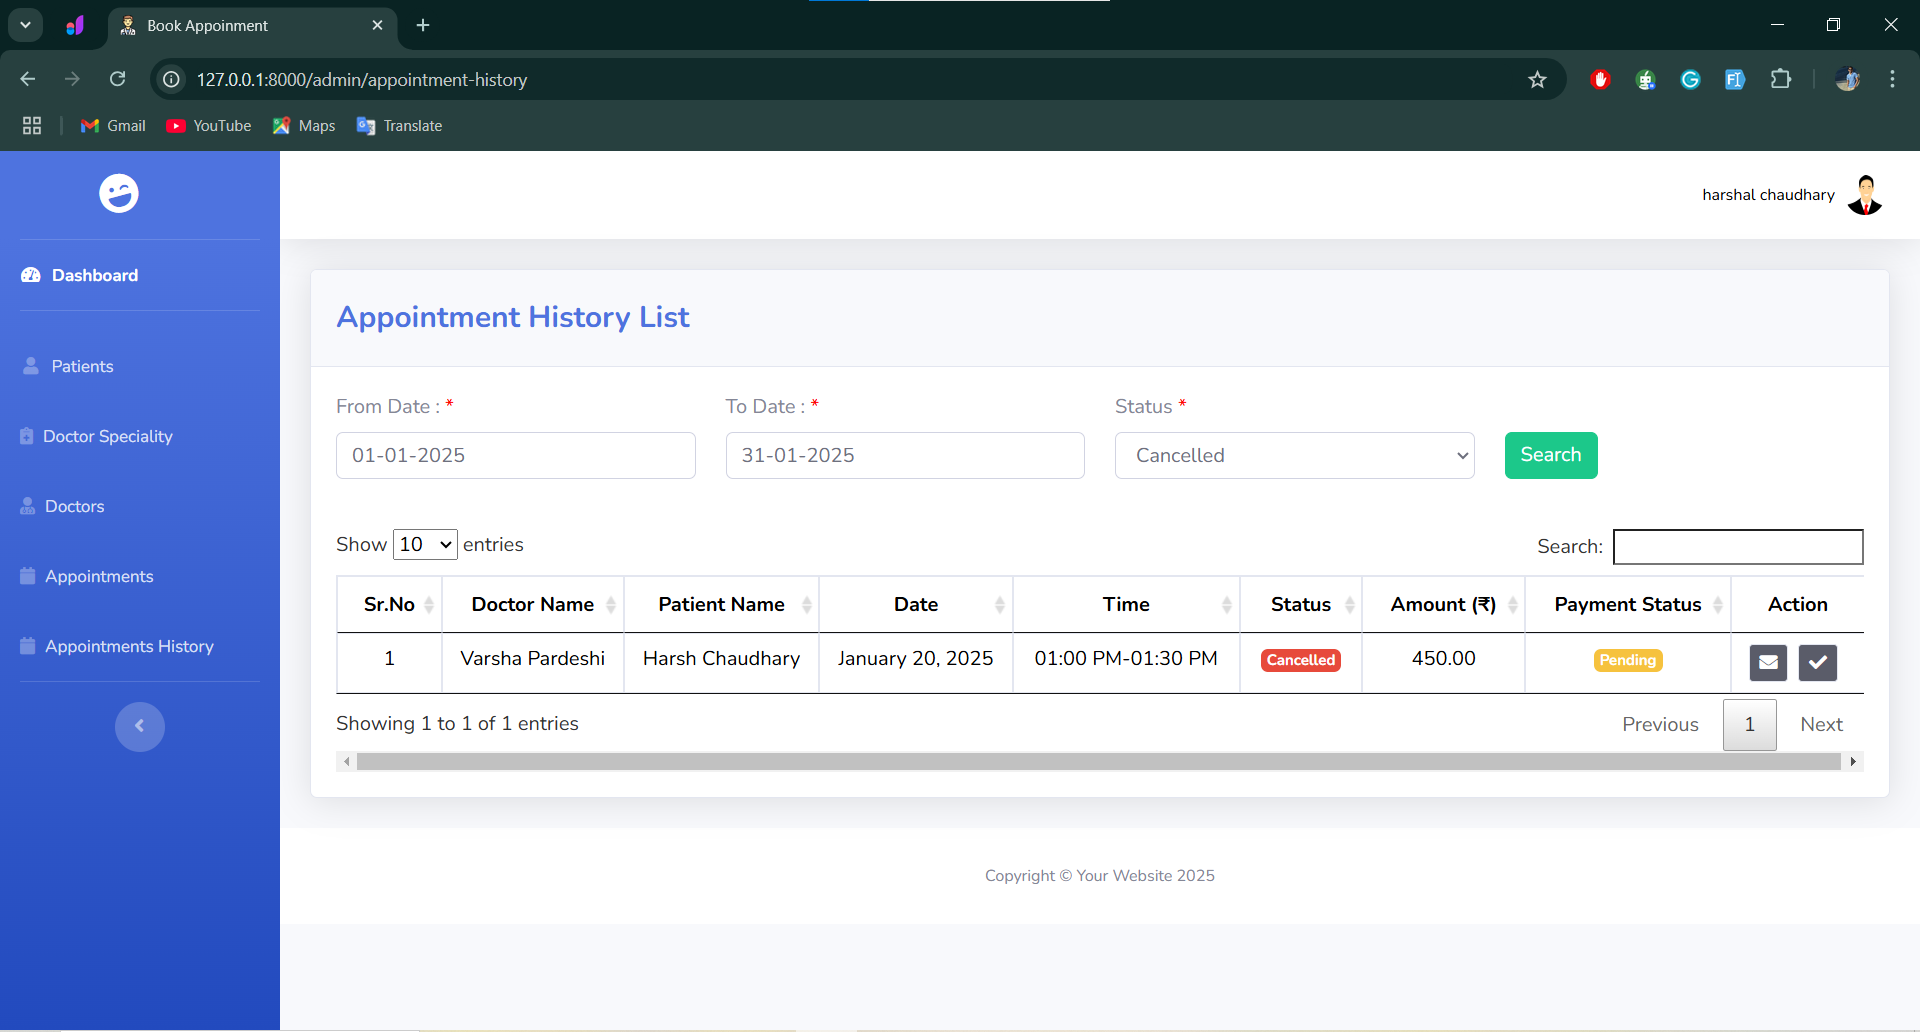 Book Appoinment
127.0.0.1:8000/admin/appointment-history
Gmail YouTube Maps Translate
harshal chaudhary
Dashboard
Patients
Doctor Speciality
Doctors
Appointments
Appointments History
Appointment History List
From Date : * To Date : * Status *
01-01-2025 31-01-2025 Cancelled Search
Show 10 entries Search:
Sr.No Doctor Name Patient Name Date Time Status Amount (₹) Payment Status Action
1 Varsha Pardeshi Harsh Chaudhary January 20, 2025 01:00 PM-01:30 PM Cancelled 450.00 Pending
Showing 1 to 1 of 1 entries Previous 1 Next
Copyright © Your Website 2025